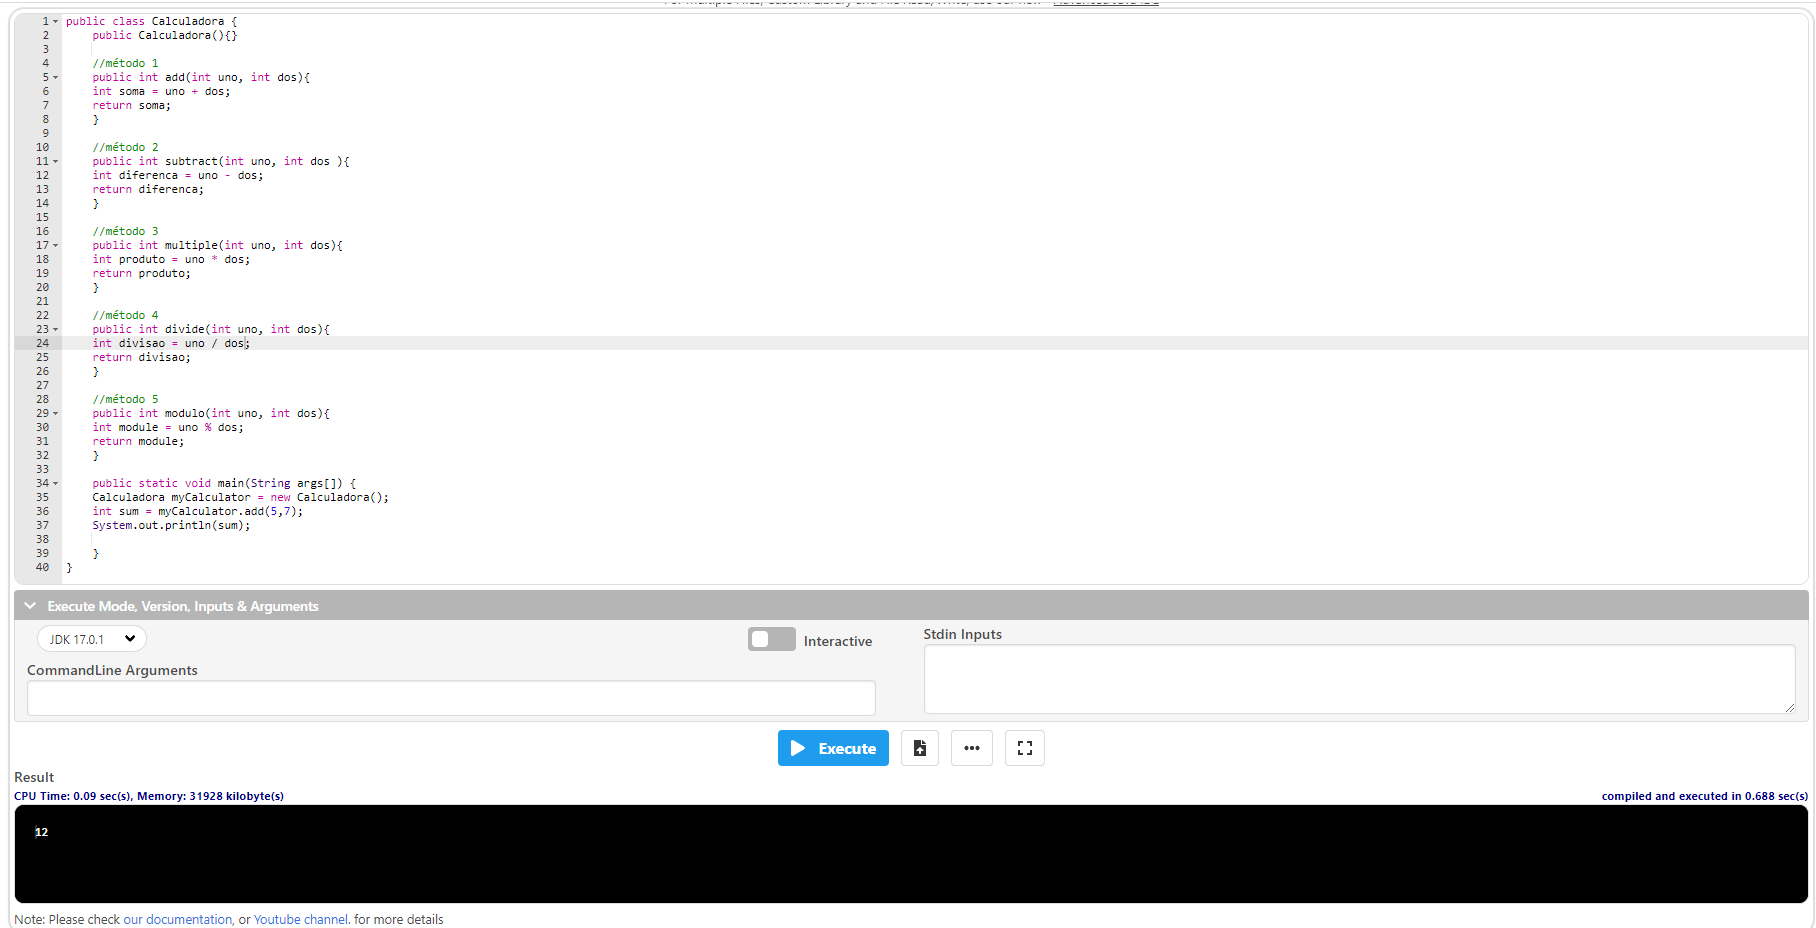 1 public class Calculadora {
2 public Calculadora(){}
3
4 //método 1
5 public int add(int uno, int dos){
6 int soma = uno + dos;
7 return soma;
8 }
9
10 //método 2
11 public int subtract(int uno, int dos ){
12 int diferenca = uno - dos;
13 return diferenca;
14 }
15
16 //método 3
17 public int multiple(int uno, int dos){
18 int produto = uno * dos;
19 return produto;
20 }
21
22 //método 4
23 public int divide(int uno, int dos){
24 int divisao = uno / dos;
25 return divisao;
26 }
27
28 //método 5
29 public int modulo(int uno, int dos){
30 int module = uno % dos;
31 return module;
32 }
33
34 public static void main(String args[]) {
35 Calculadora myCalculator = new Calculadora();
36 int sum = myCalculator.add(5,7);
37 System.out.println(sum);
38
39 }
40 }
Execute Mode, Version, Inputs & Arguments
JDK 17.0.1
Interactive
Stdin Inputs
CommandLine Arguments
Execute
Result
CPU Time: 0.09 sec(s), Memory: 31928 kilobyte(s)
compiled and executed in 0.688 sec(s)
12
Note: Please check our documentation, or Youtube channel. for more details